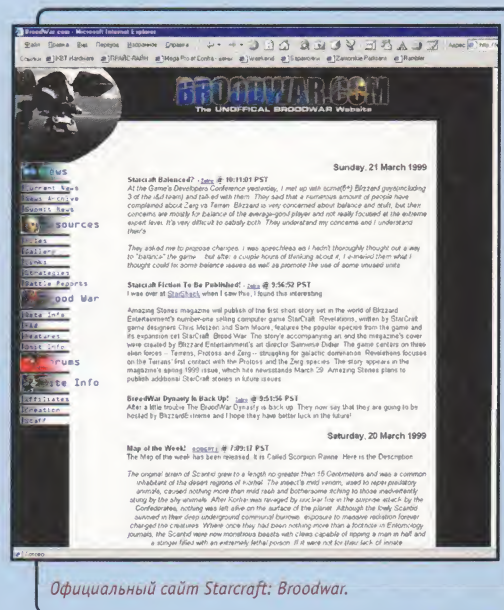 BroodWar.com - Microsoft Internet Explorer
Файл Правка Вид Переход Избранное Справка
BROODWAR.COM
The UNOFFICAL BROODWAR Website
Sunday, 21 March 1999
Starcraft Balenced? - Zatro @ 10:11:01 PST
At the Game's Developers Conference yesterday, I met up with some(6+) Blizzard guys(including
3 of the idsl team) and talked with them. They said that a numerous amount of people have
complained about Zerg vs Terran. Blizzard is very concerned about balance and stuff, but their
concerns are mostly for balance of the average-good player and not really focused at the extreme
expert level. It's very difficult to satisfy both. They understand my concerns and I understand
their's
They asked me to propose changes. I was speechless as I hadn't thoroughly thought out a way
to "balance" the game but after a couple hours of thinking about it, I e-mailed them what I
thought could fix some balance issues as well as promote the use of some unused units.
Starcraft Fiction To Be Published! @ 9:56:52 PST
I was over at StarShack when I saw this, I found this interesting
Amazing Stories magazine will publish of the first short story set in the world of Blizzard
Entertainment's number-one selling computer game StarCraft. Revelations, written by StarCraft
game designers Chris Metzen and Sam Moore, features the popular species from the game and
its expansion set StarCraft: Brood War. The story's accompanying art and the magazine's cover
were created by Blizzard Entertainment's art director Samwise Didier. The game centers on three
alien forces -- Terrans, Protoss and Zerg -- struggling for galactic domination. Revelations focuses
on the Terrans' first contact with the Protoss and the Zerg species. The story appears in the
magazine's spring 1999 issue, which hits newsstands March 29. Amazing Stories plans to
publish additional StarCraft stories in future issues.
BroodWar Dynasty Is Back Up! @ 9:51:56 PST
After a little trouble The BroodWar Dynasty is back up. They now say that they are going to be
hosted by BlizzardExtreme and I hope they have better luck in the future!
Saturday, 20 March 1999
Map of the Week! @ 7:09:17 PST
The Map of the week has been released. It is Called Scorpion Ravine. Here is the Description
The original strain of Scantid grew to a length no greater than 16 Centimeters and was a common
inhabitant of the desert regions of Korhal. The insect's mild venom, used to repel predatory
animals, caused nothing more than mild rash and bothersome itching to those inadvertently
stung by the shy animals. After Korhal was ravaged by nuclear fire in the surprise attack by the
Confederates, nothing was left alive on the surface of the planet. Although the lowly Scantid
survived in their deep underground communal burrows, exposure to massive radiation forever
changed the creatures. Where once they had been nothing more than a footnote in Entomology
journals, the Scantid were now monstrous beasts with claws capable of ripping a man in half and
a stinger filled with an extremely lethal poison. If it were not for their lack of innate
News
Current News
News Archive
Submit News
Resources
Gallery
Links
Strategies
Battle Reports
Brood War
Features
Forums
Site Info
Affiliates
Creation
Staff
Официальный сайт Starcraft: Broodwar.